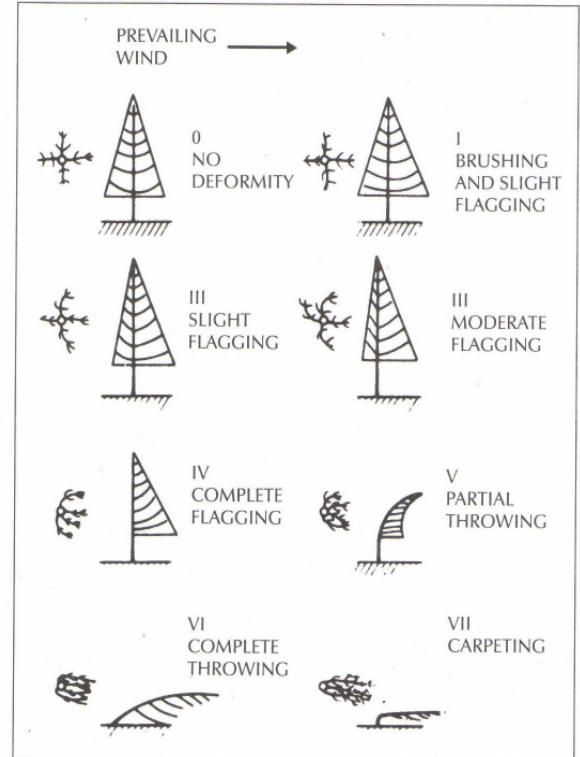 PREVAILING
WIND
0
NO
DEFORMITY
I
BRUSHING
AND SLIGHT
FLAGGING
III
SLIGHT
FLAGGING
III
MODERATE
FLAGGING
IV
COMPLETE
FLAGGING
V
PARTIAL
THROWING
VI
COMPLETE
THROWING
VII
CARPETING